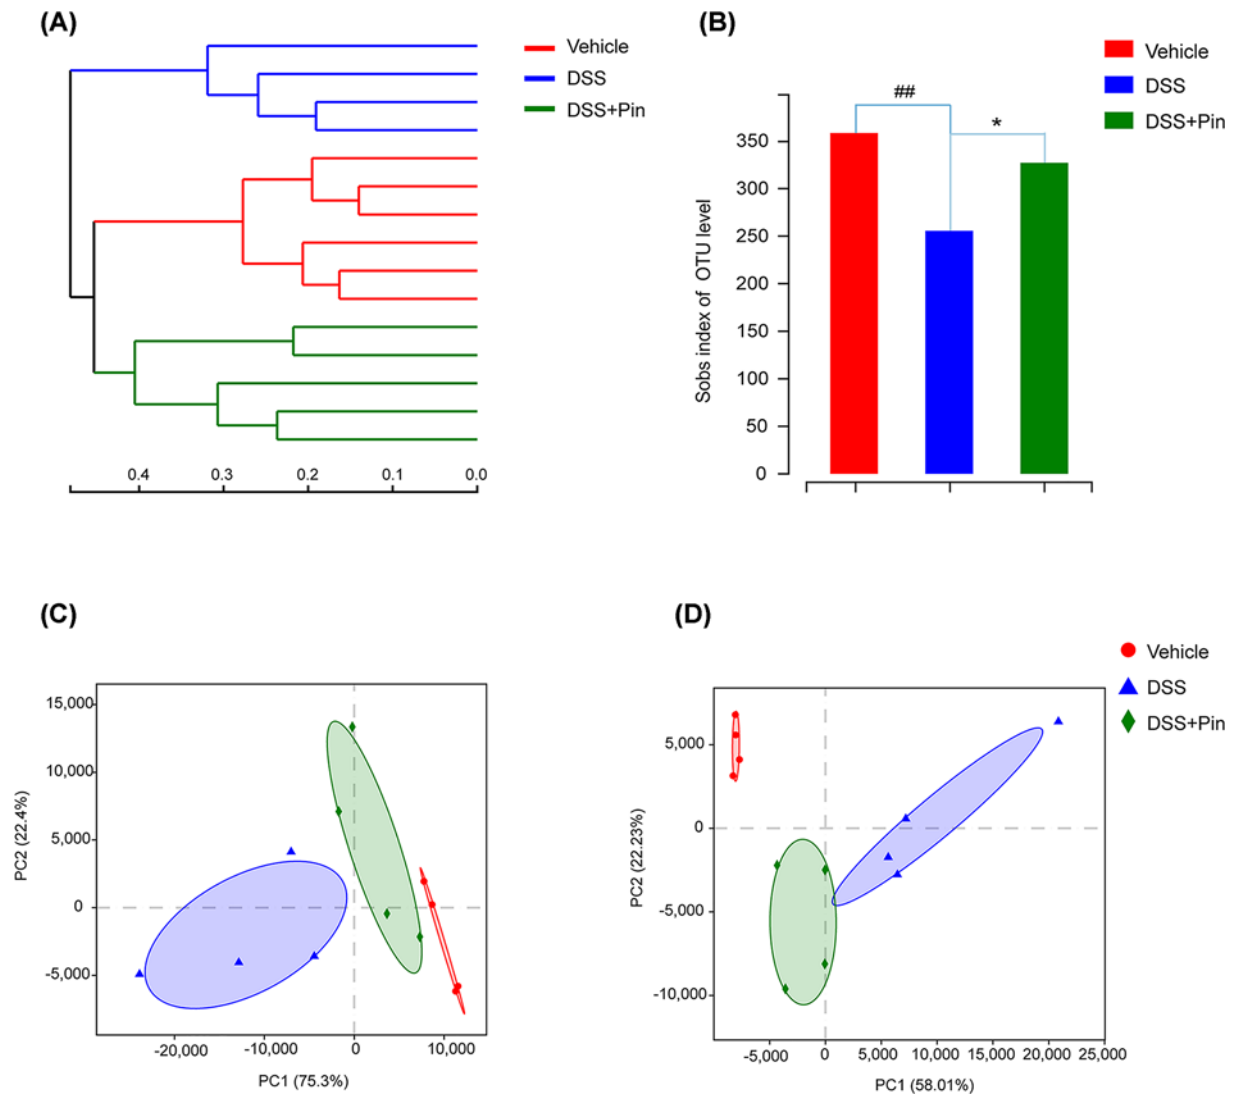 (A)
Vehicle
DSS
DSS+Pin
0.4 0.3 0.2 0.1 0.0
(B)
Vehicle
DSS
DSS+Pin
##
*
Sobs index of OTU level
350
300
250
200
150
100
50
0
(C)
15,000
10,000
5,000
0
-5,000
PC2 (22.4%)
-20,000 -10,000 0 10,000
PC1 (75.3%)
(D)
Vehicle
DSS
DSS+Pin
5,000
0
-5,000
-10,000
PC2 (22.23%)
-5,000 0 5,000 10,000 15,000 20,000 25,000
PC1 (58.01%)